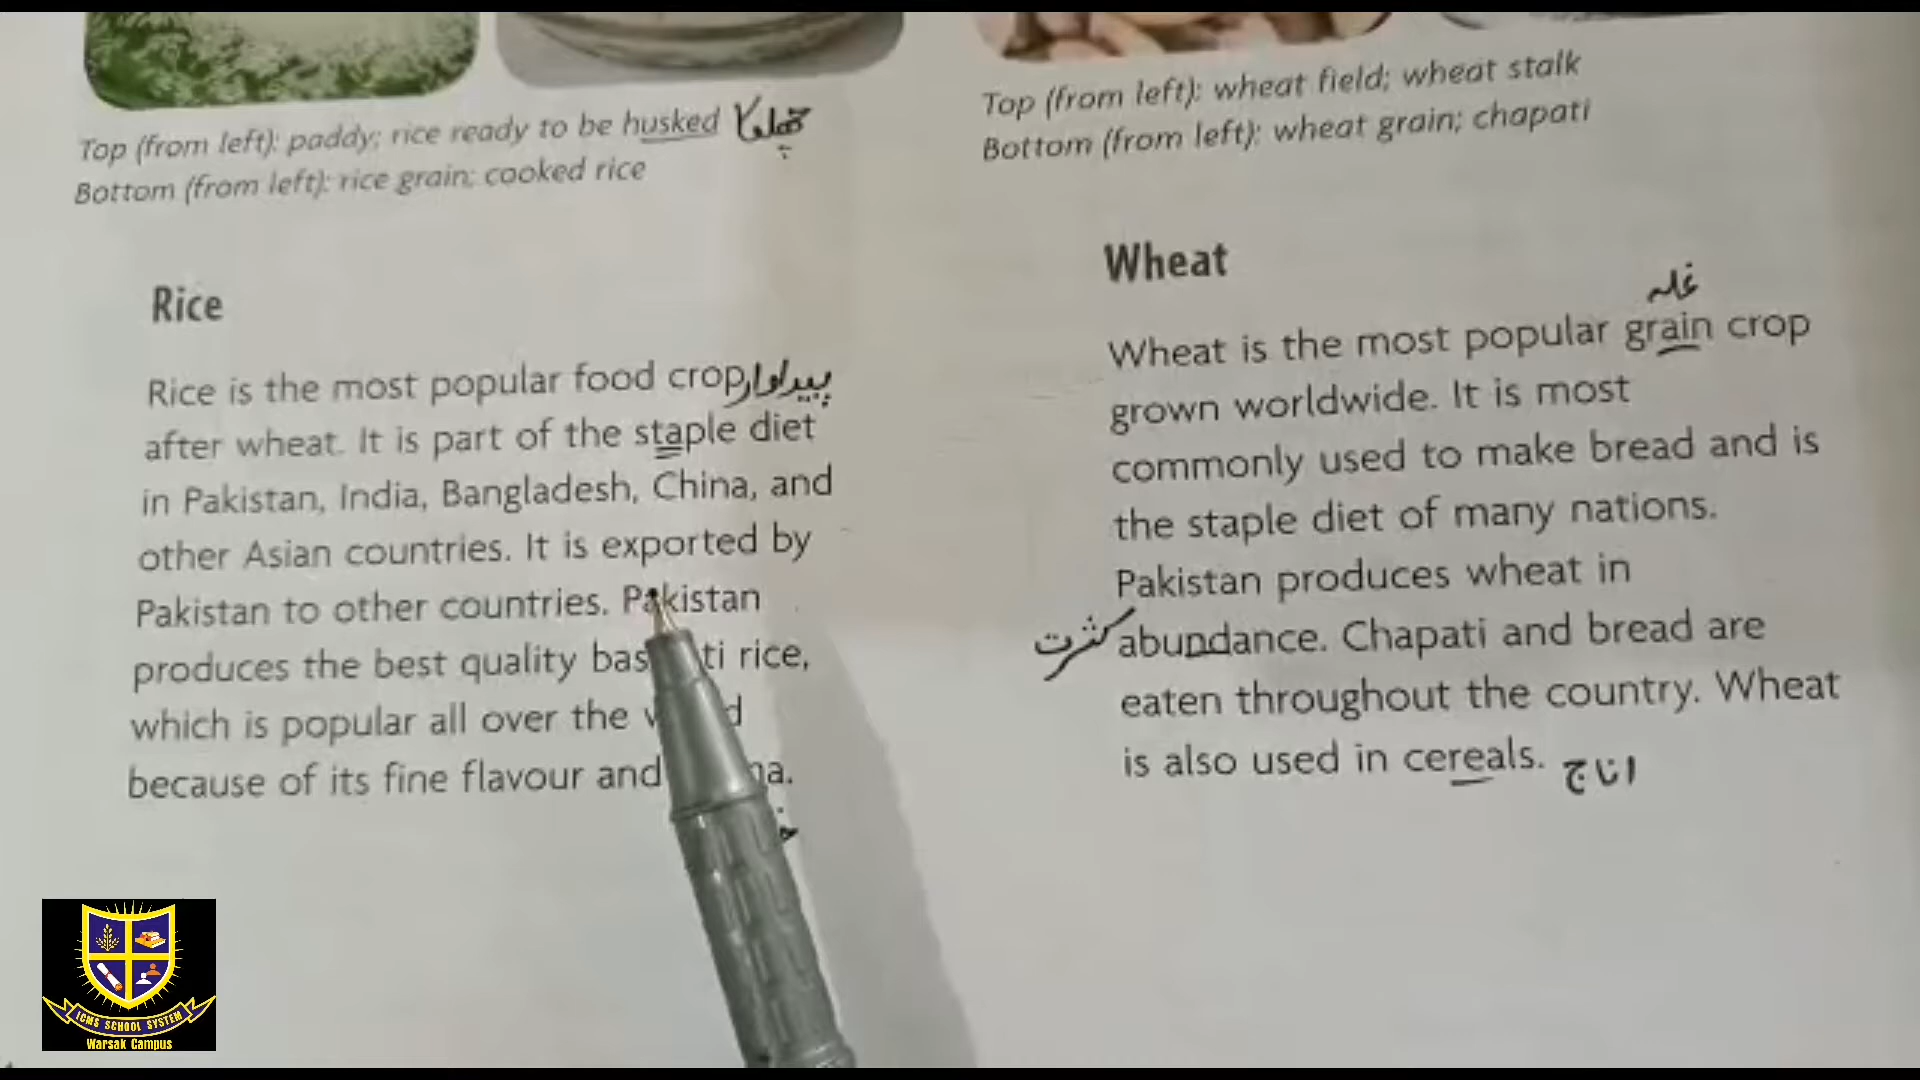 Top (from left): paddy; rice ready to be husked چھلکا
Bottom (from left): rice grain; cooked rice
Rice
Rice is the most popular food crop پیداوار
after wheat. It is part of the staple diet
in Pakistan, India, Bangladesh, China, and
other Asian countries. It is exported by
Pakistan to other countries. Pakistan
produces the best quality rice,
which is popular all over the
because of its fine flavour and
Top (from left): wheat field; wheat stalk
Bottom (from left): wheat grain; chapati
Wheat
غلہ
Wheat is the most popular grain crop
grown worldwide. It is most
commonly used to make bread and is
the staple diet of many nations.
Pakistan produces wheat in
کثرت abundance. Chapati and bread are
eaten throughout the country. Wheat
is also used in cereals. اناج
ICMS SCHOOL SYSTEM
Warsak Campus